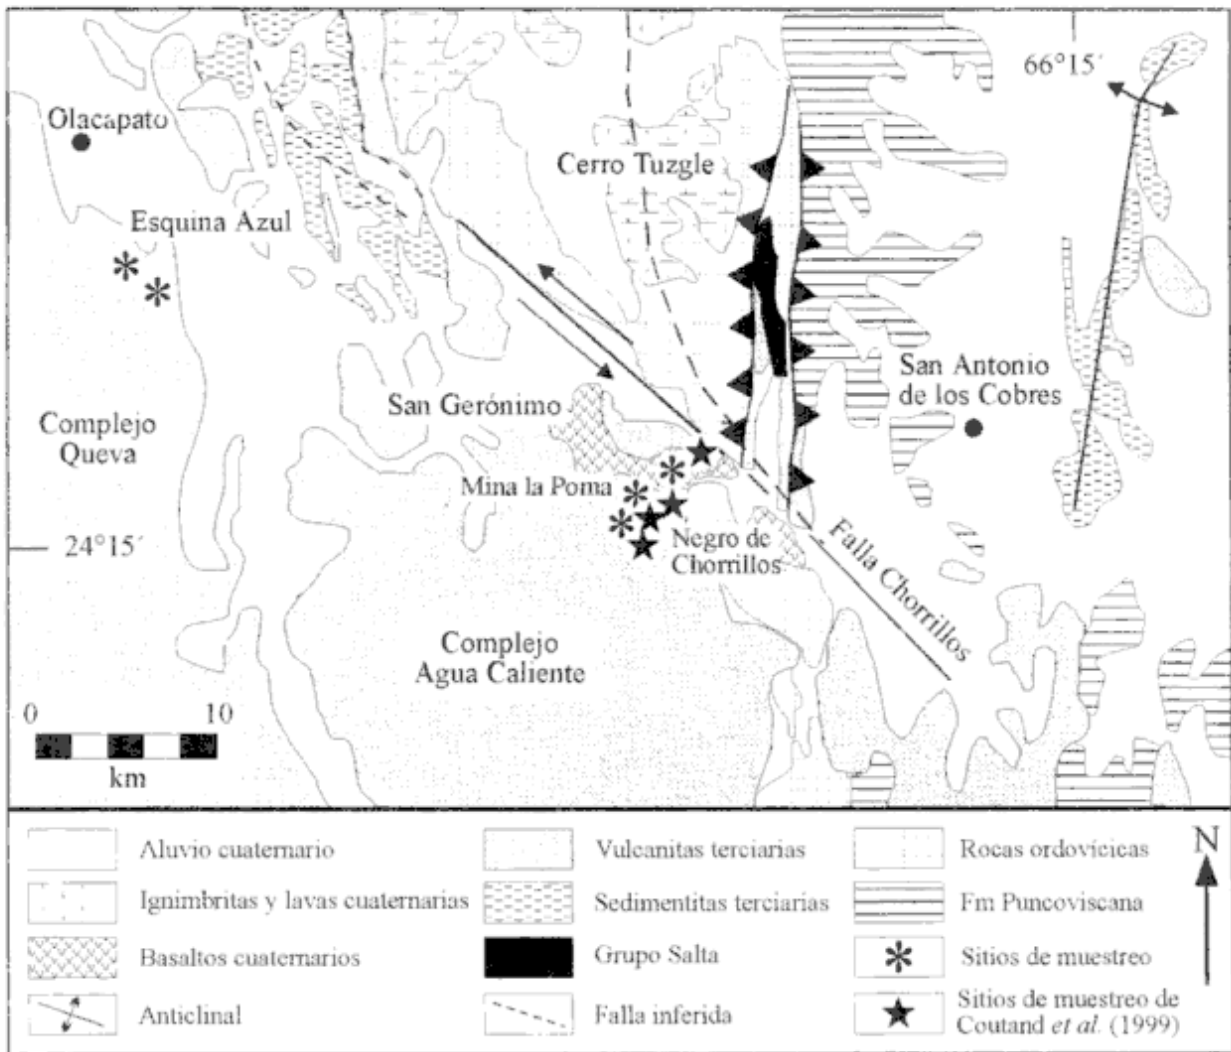 66°15´
Olacapato
Cerro Tuzgle
Esquina Azul
San Antonio
de los Cobres
San Gerónimo
Complejo
Queva
Mina la Poma
24°15´
Negro de
Chorrillos
Falla Chorrillos
Complejo
Agua Caliente
0 10
km
N
Aluvio cuaternario
Vulcanitas terciarias
Rocas ordovícicas
Ignimbritas y lavas cuaternarias
Sedimentitas terciarias
Fm Puncoviscana
Basaltos cuaternarios
Grupo Salta
Sitios de muestreo
Anticlinal
Falla inferida
Sitios de muestreo de
Coutand et al. (1999)